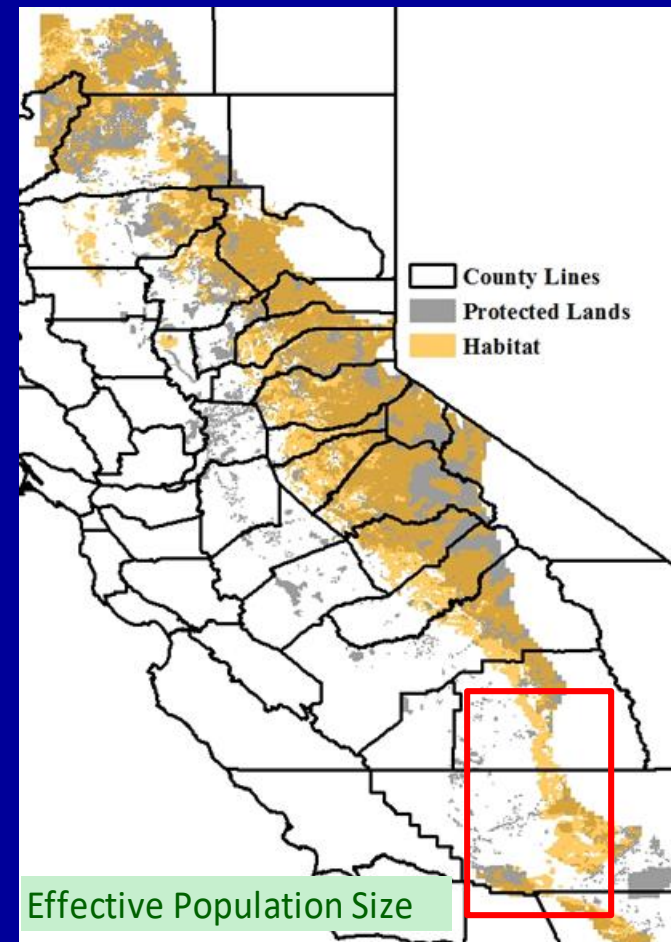 County Lines
Protected Lands
Habitat
Effective Population Size